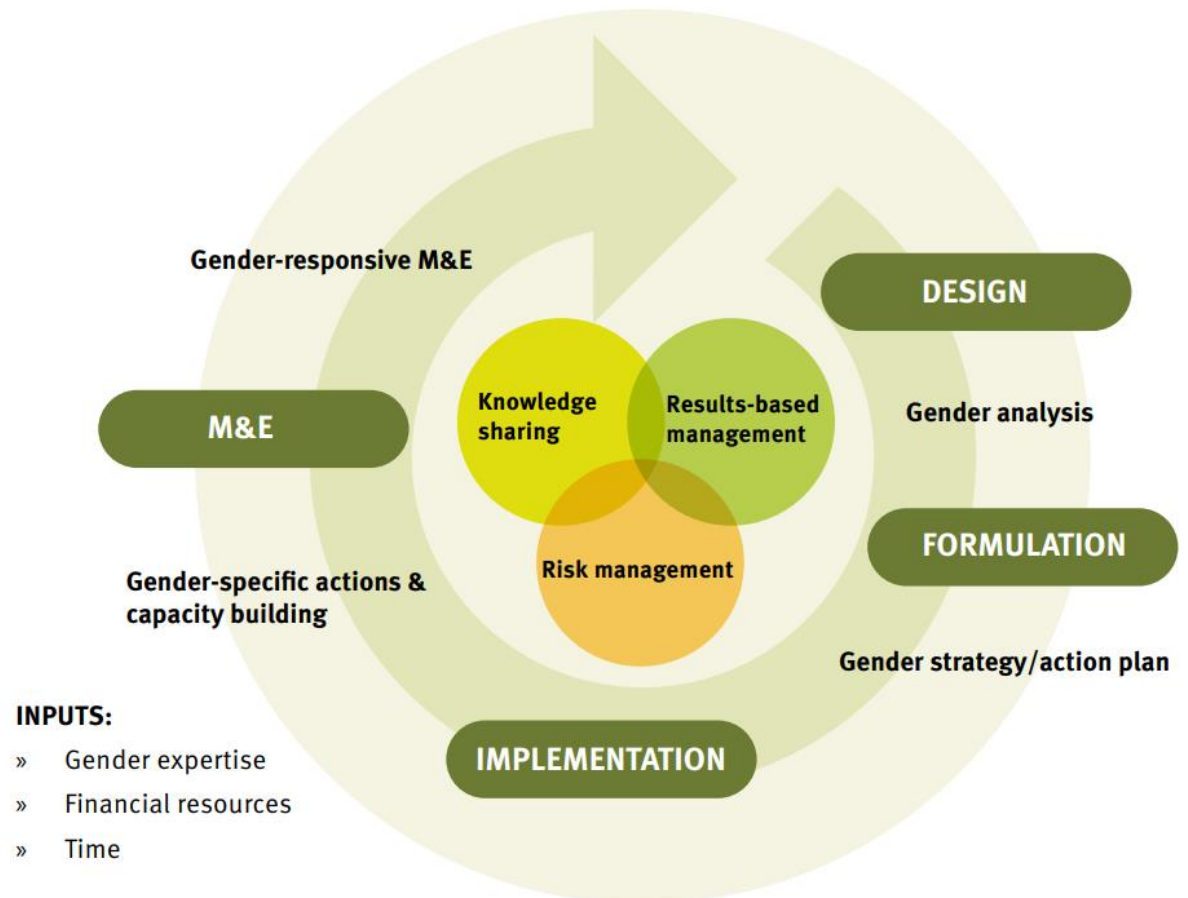 Gender-responsive M&E
DESIGN
Knowledge
sharing
Results-based
management
Gender analysis
M&E
FORMULATION
Risk management
Gender-specific actions &
capacity building
Gender strategy/action plan
IMPLEMENTATION
INPUTS:
» Gender expertise
» Financial resources
» Time